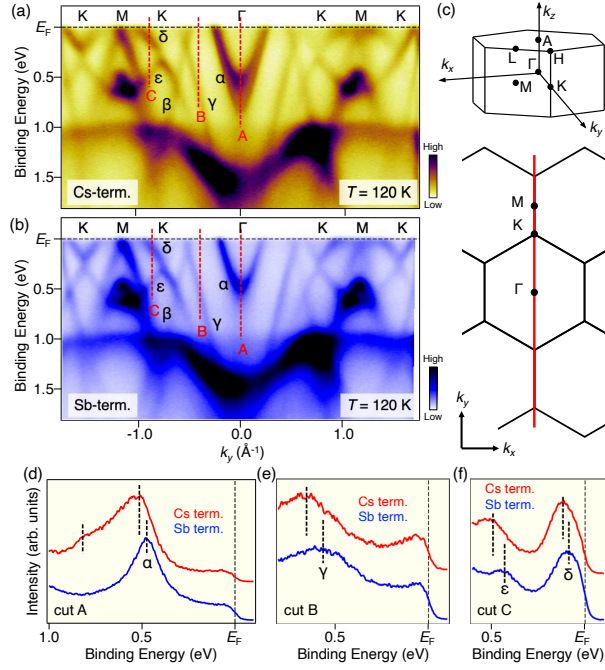 (a)
K M K Γ K M K
E_F
δ
0.5
ε α
C
β
B γ
1.0
A
1.5
Cs-term.
T = 120 K
Binding Energy (eV)
High
Low
(b)
K M K Γ K M K
E_F
δ
0.5
ε α
C
β
B γ
1.0
A
1.5
Sb-term.
T = 120 K
Binding Energy (eV)
High
Low
-1.0 0.0 1.0
k_y (Å⁻¹)
(c)
k_z
A
L H
k_x
Γ
M K
k_y
M
K
Γ
k_y
k_x
(d)
Cs term.
Sb term.
α
cut A
Intensity (arb. units)
1.0 0.5 E_F
Binding Energy (eV)
(e)
Cs term.
Sb term.
γ
cut B
0.5 E_F
Binding Energy (eV)
(f)
Cs term.
Sb term.
ε δ
cut C
0.5 E_F
Binding Energy (eV)